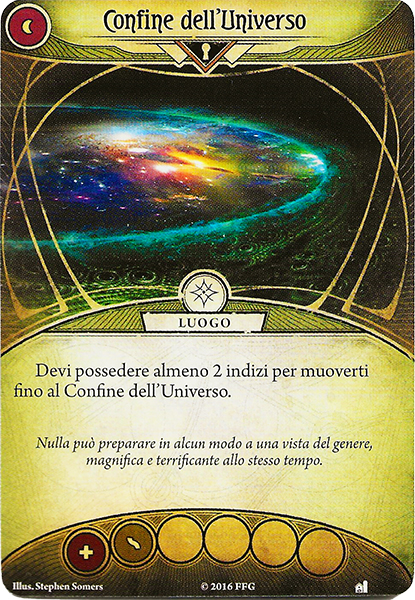 Confine dell'Universo
LUOGO
Devi possedere almeno 2 indizi per muoverti
fino al Confine dell'Universo.
Nulla può preparare in alcun modo a una vista del genere,
magnifica e terrificante allo stesso tempo.
Illus. Stephen Somers
© 2016 FFG